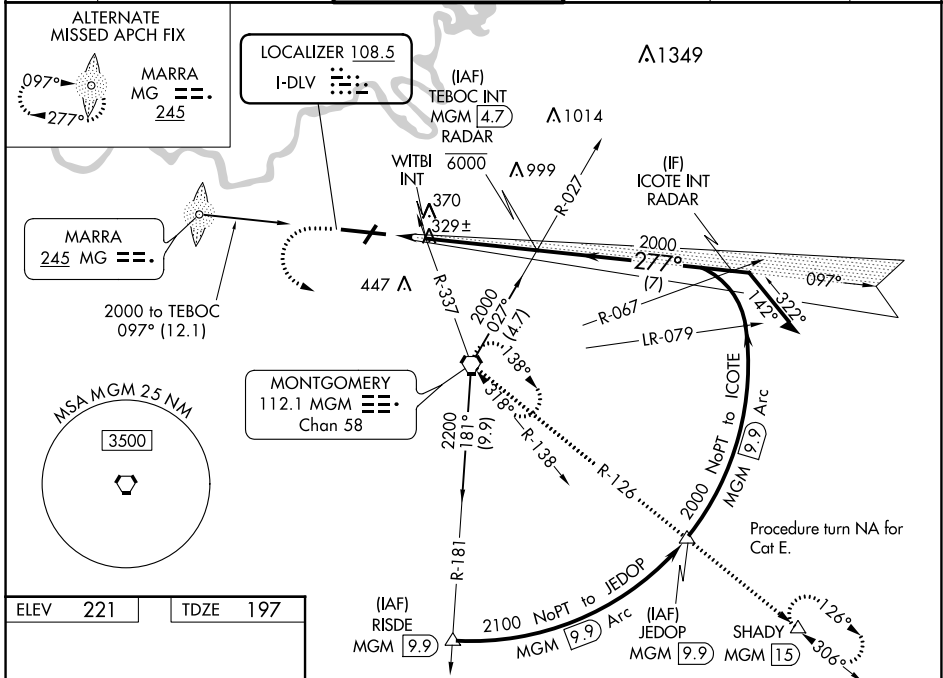 ALTERNATE
MISSED APCH FIX
097°
277°
MARRA
MG
245
LOCALIZER 108.5
I-DLV
1349
(IAF)
TEBOC INT
MGM 4.7
RADAR
6000
1014
999
R-027
WITBI
INT
370
329±
(IF)
ICOTE INT
RADAR
MARRA
245 MG
2000 to TEBOC
097° (12.1)
447
R-337
2000
027°
(4.7)
2000
277°
(7)
097°
R-067
LR-079
142°
322°
MONTGOMERY
112.1 MGM
Chan 58
138°
318°
R-138
R-126
2200
181°
(9.9)
R-181
MSA MGM 25 NM
3500
2000 NoPT to ICOTE
MGM 9.9 Arc
Procedure turn NA for
Cat E.
2100 NoPT to JEDOP
MGM 9.9 Arc
(IAF)
RISDE
MGM 9.9
(IAF)
JEDOP
MGM 9.9
SHADY
MGM 15
126°
306°
ELEV 221
TDZE 197